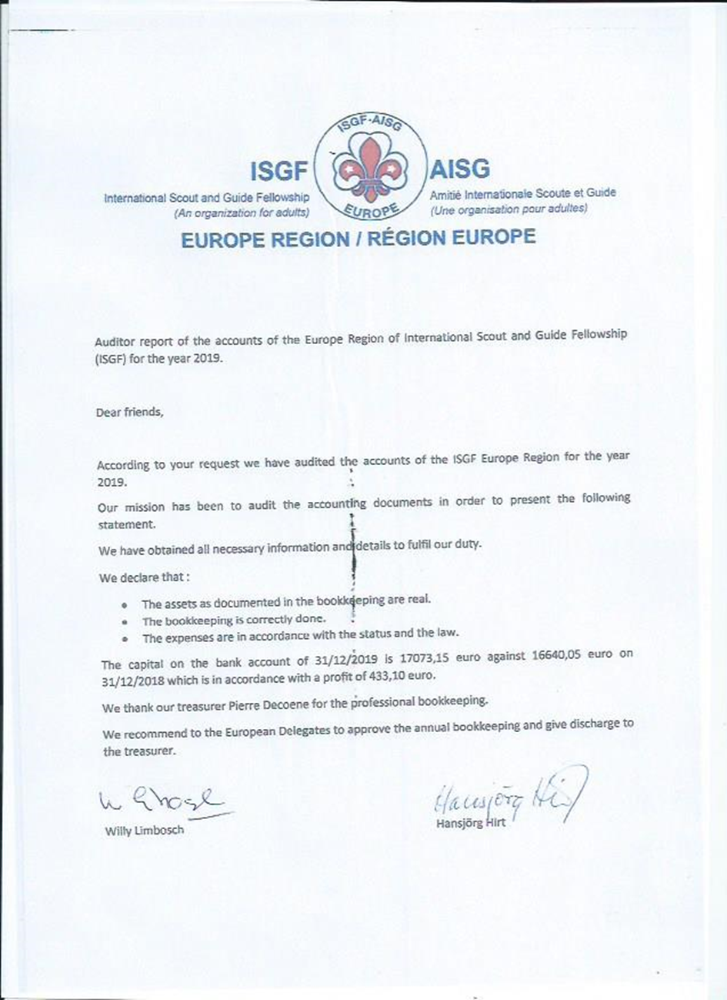 ISGF-AISG
ISGF AISG
International Scout and Guide Fellowship Amitié Internationale Scoute et Guide
(An organization for adults) (Une organisation pour adultes)
EUROPE
EUROPE REGION / RÉGION EUROPE
Auditor report of the accounts of the Europe Region of International Scout and Guide Fellowship
(ISGF) for the year 2019.
Dear friends,
According to your request we have audited the accounts of the ISGF Europe Region for the year
2019.
Our mission has been to audit the accounting documents in order to present the following
statement.
We have obtained all necessary information and details to fulfil our duty.
We declare that :
• The assets as documented in the bookkeeping are real.
• The bookkeeping is correctly done.
• The expenses are in accordance with the status and the law.
The capital on the bank account of 31/12/2019 is 17073,15 euro against 16640,05 euro on
31/12/2018 which is in accordance with a profit of 433,10 euro.
We thank our treasurer Pierre Decoene for the professional bookkeeping.
We recommend to the European Delegates to approve the annual bookkeeping and give discharge to
the treasurer.
Hansjörg Hirt
Willy Limbosch Hansjörg Hirt